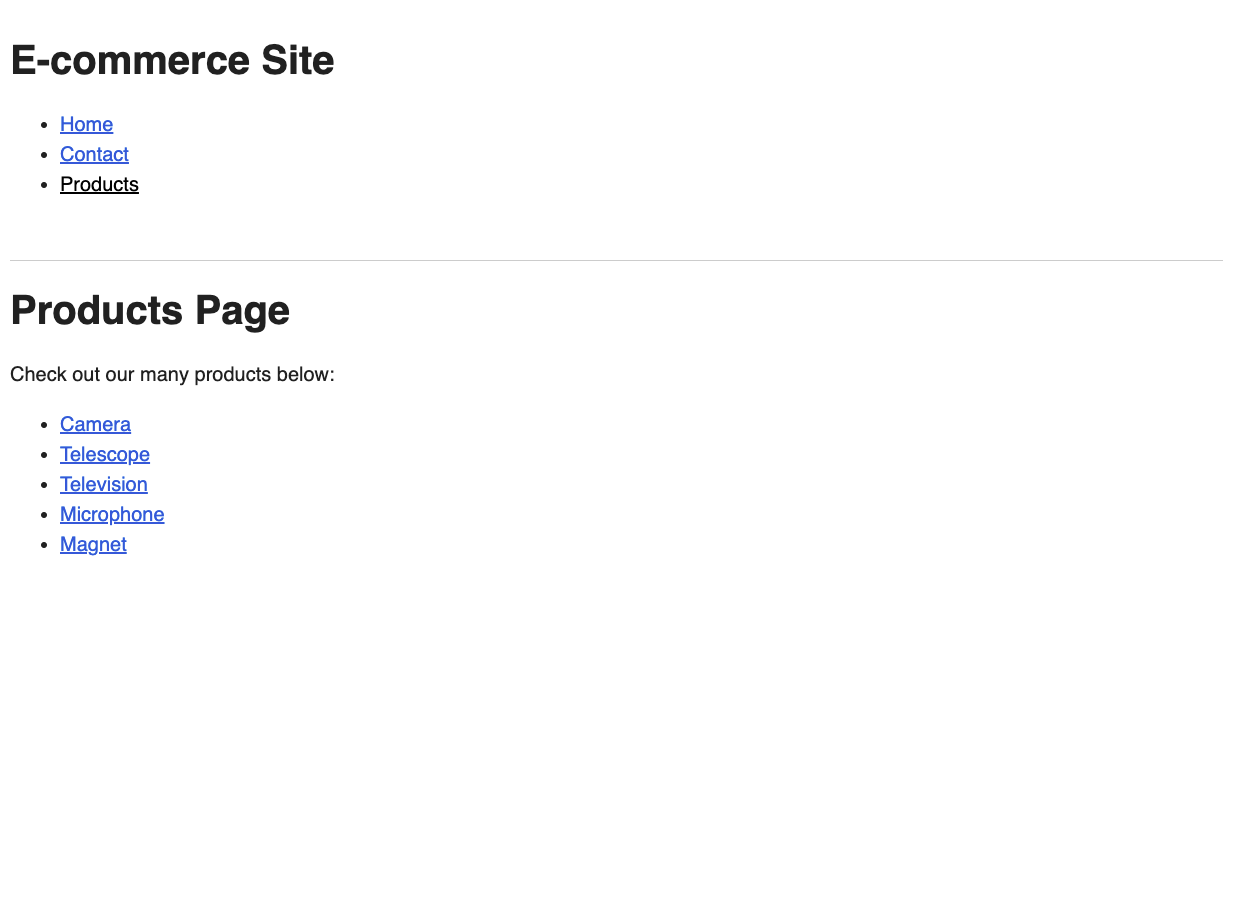 E-commerce Site
Home
Contact
Products
Products Page
Check out our many products below:
Camera
Telescope
Television
Microphone
Magnet